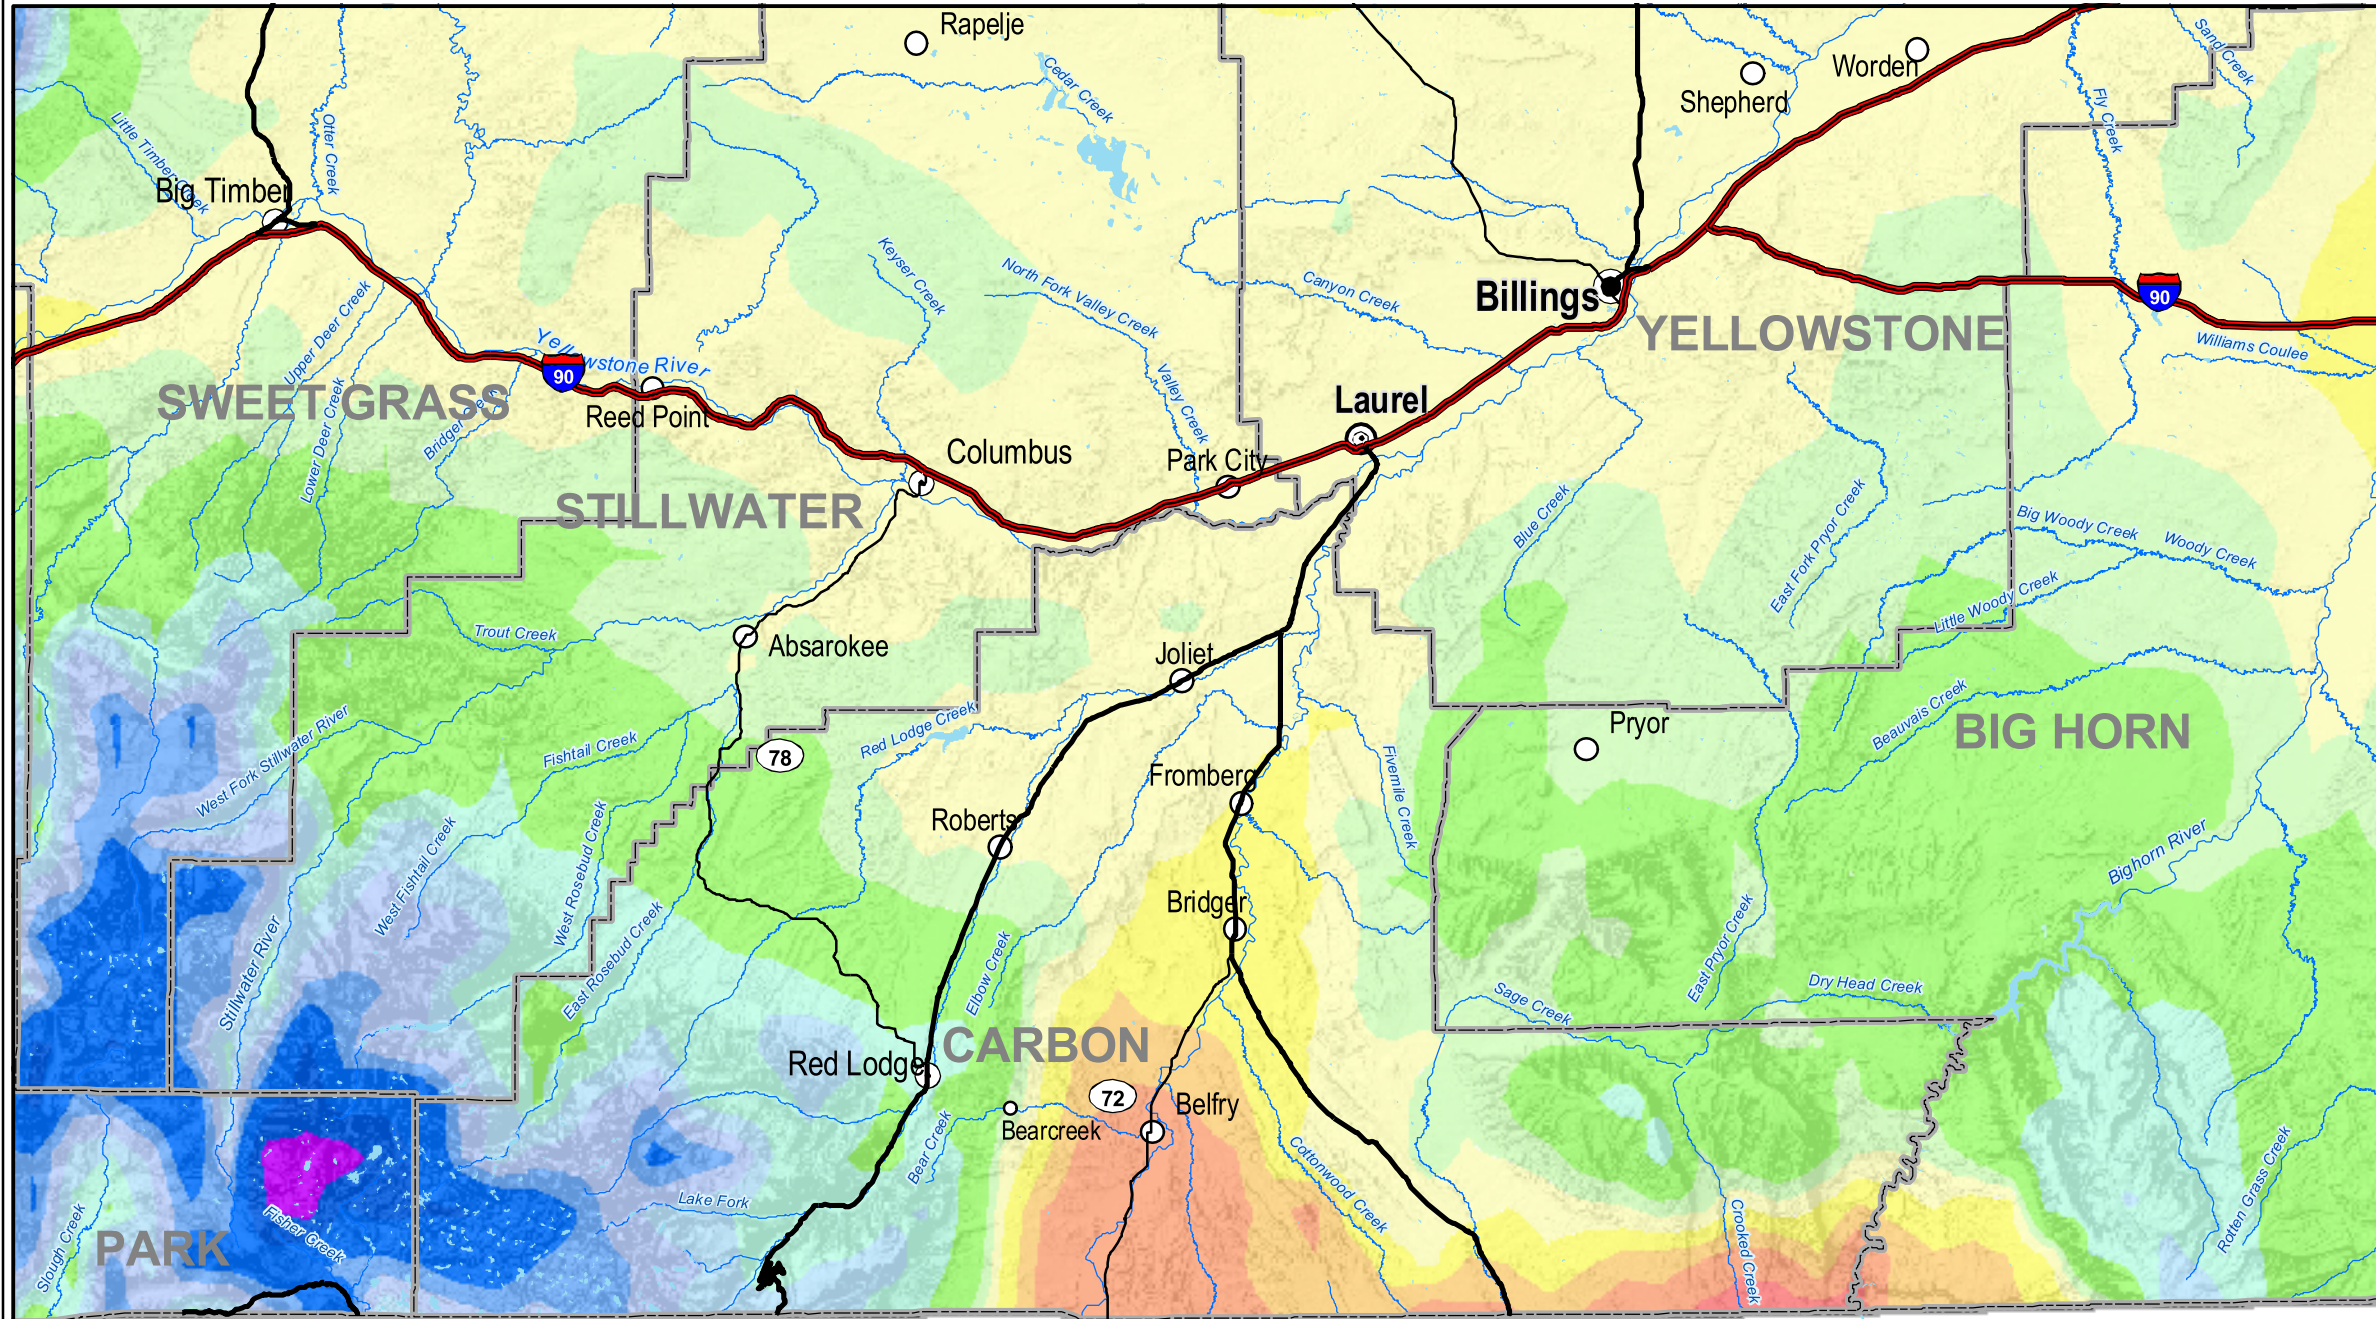 Rapelje
Sand Creek
Worden
Cedar Creek
Shepherd
Fly Creek
Little Timber Creek
Otter Creek
Big Timber
Keyser Creek
North Fork Valley Creek
Canyon Creek
Billings
90
Upper Deer Creek
Yellowstone River
YELLOWSTONE
Williams Coulee
90
SWEET GRASS
Lower Deer Creek
Bridger Creek
Reed Point
Valley Creek
Laurel
Columbus
Park City
STILLWATER
Blue Creek
East Fork Pryor Creek
Big Woody Creek
Woody Creek
Little Woody Creek
Trout Creek
Absarokee
Joliet
Red Lodge Creek
Pryor
Beauvais Creek
BIG HORN
West Fork Stillwater River
Fishtail Creek
78
Fromberg
Fivemile Creek
Roberts
West Fishtail Creek
West Rosebud Creek
Bighorn River
Bridger
Stillwater River
East Rosebud Creek
Elbow Creek
East Pryor Creek
Sage Creek
Dry Head Creek
CARBON
Red Lodge
72
Belfry
Bearcreek
Bear Creek
Cottonwood Creek
Lake Fork
Crooked Creek
Rotten Grass Creek
Slough Creek
PARK
Fisher Creek